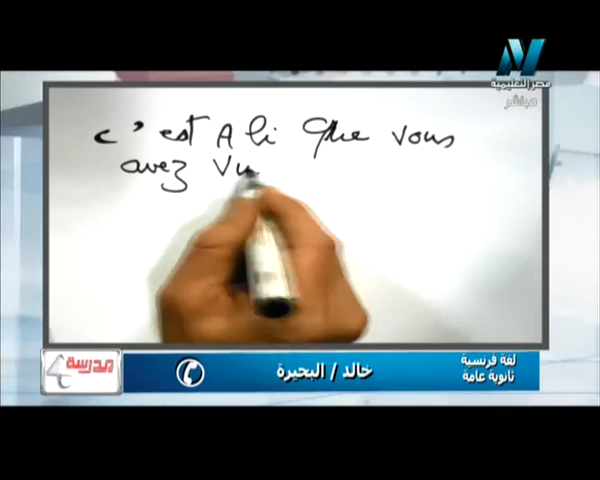 مصر التعليمية
مباشر
c'est Ali que vous
avez vu
مدرسة
خالد / البحيرة
لغة فرنسية
ثانوية عامة